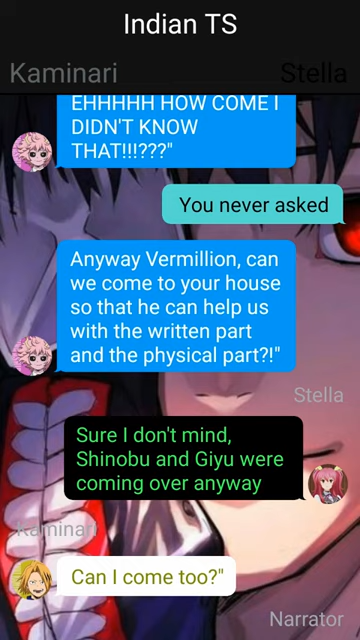 Indian TS
Kaminari
Stella
EHHHHH HOW COME I
DIDN'T KNOW
THAT!!!???"
You never asked
Anyway Vermillion, can
we come to your house
so that he can help us
with the written part
and the physical part?!"
Stella
Sure I don't mind,
Shinobu and Giyu were
coming over anyway
Kaminari
Can I come too?"
Narrator